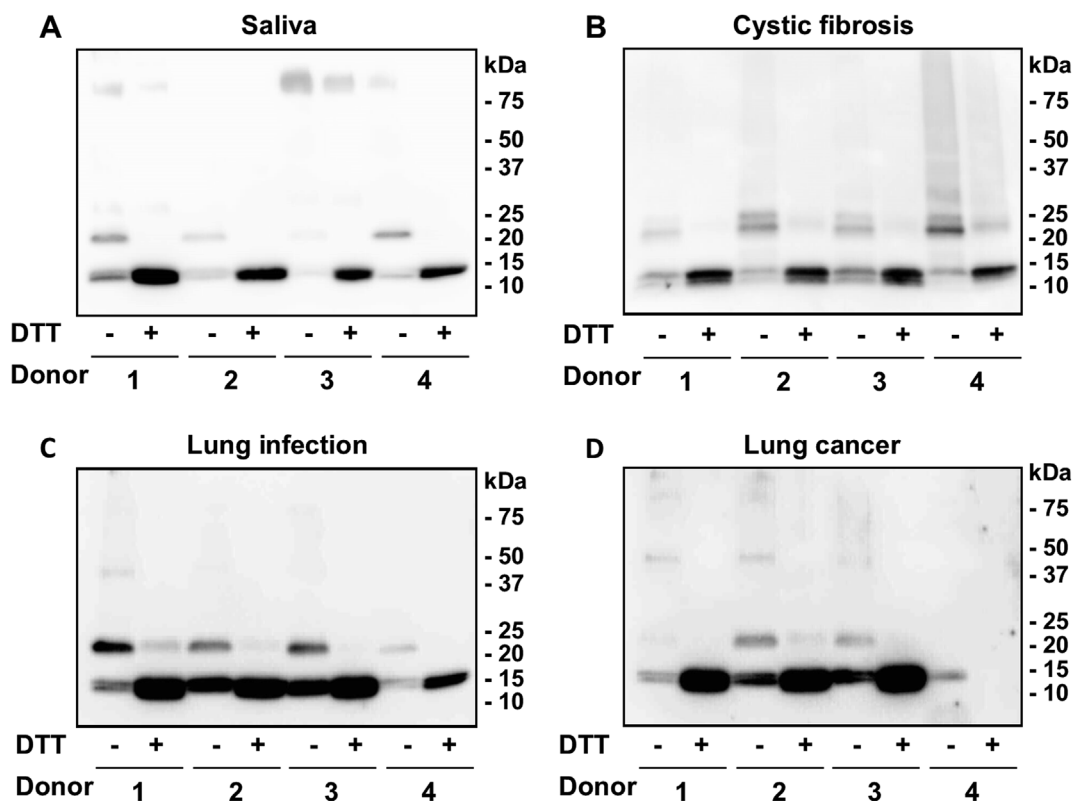 A Saliva
kDa
- 75
- 50
- 37
- 25
- 20
- 15
- 10
DTT - + - + - + - +
Donor 1 2 3 4
B Cystic fibrosis
kDa
- 75
- 50
- 37
- 25
- 20
- 15
- 10
DTT - + - + - + - +
Donor 1 2 3 4
C Lung infection
kDa
- 75
- 50
- 37
- 25
- 20
- 15
- 10
DTT - + - + - + - +
Donor 1 2 3 4
D Lung cancer
kDa
- 75
- 50
- 37
- 25
- 20
- 15
- 10
DTT - + - + - + - +
Donor 1 2 3 4